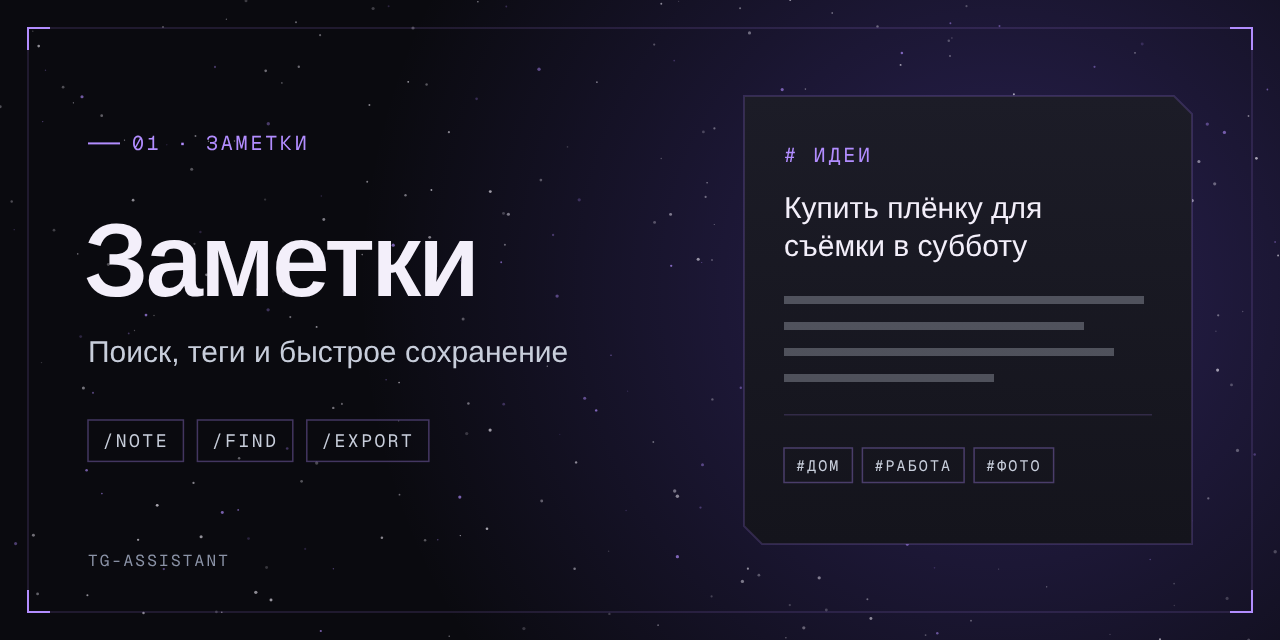 01 · ЗАМЕТКИ
Заметки
Поиск, теги и быстрое сохранение
/NOTE /FIND /EXPORT
TG-ASSISTANT
# ИДЕИ
Купить плёнку для
съёмки в субботу
#ДОМ #РАБОТА #ФОТО